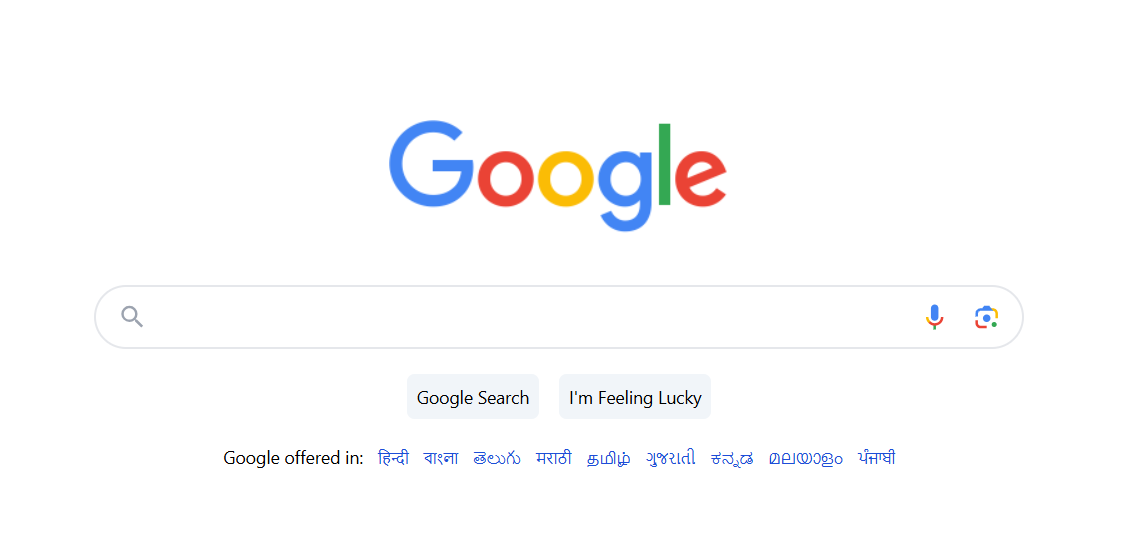 Google
Google Search I'm Feeling Lucky
Google offered in: हिन्दी বাংলা తెలుగు मराठी தமிழ் ગુજરાતી ಕನ್ನಡ മലയാളം ਪੰਜਾਬੀ